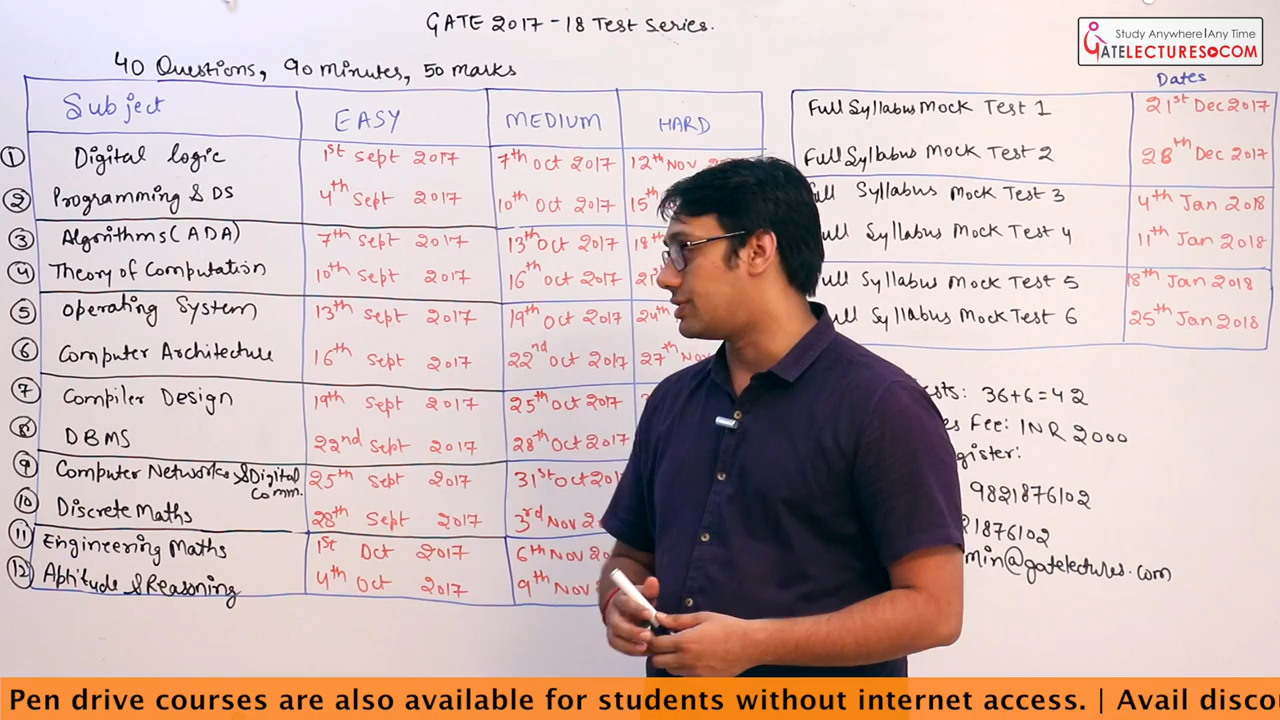 GATE 2017-18 Test Series.
Study Anywhere | Any Time
GATELECTURES.COM
40 Questions, 90 minutes, 50 marks
Subject EASY MEDIUM HARD
① Digital logic 1st Sept 2017 7th Oct 2017 12th Nov
② Programming & DS 4th Sept 2017 10th Oct 2017 15th
③ Algorithms (ADA) 7th Sept 2017 13th Oct 2017 18th
④ Theory of Computation 10th Sept 2017 16th Oct 2017
⑤ Operating System 13th Sept 2017 19th Oct 2017 24th
⑥ Computer Architecture 16th Sept 2017 22nd Oct 2017 27th Nov
⑦ Compiler Design 19th Sept 2017 25th Oct 2017
⑧ DBMS 22nd Sept 2017 28th Oct 2017
⑨ Computer Networks & Digital Comm. 25th Sept 2017 31st Oct 201
⑩ Discrete Maths 28th Sept 2017 3rd Nov 2
⑪ Engineering Maths 1st Oct 2017 6th Nov 20
⑫ Aptitude & Reasoning 4th Oct 2017 9th Nov
Dates
Full Syllabus Mock Test 1 21st Dec 2017
Full Syllabus Mock Test 2 28th Dec 2017
Full Syllabus Mock Test 3 4th Jan 2018
ull Syllabus Mock Test 4 11th Jan 2018
ull Syllabus Mock Test 5 18th Jan 2018
ull Syllabus Mock Test 6 25th Jan 2018
ests: 36+6=42
es Fee: INR 2000
gister:
9821876102
21876102
min@gatelectures.com
Pen drive courses are also available for students without internet access. | Avail disco